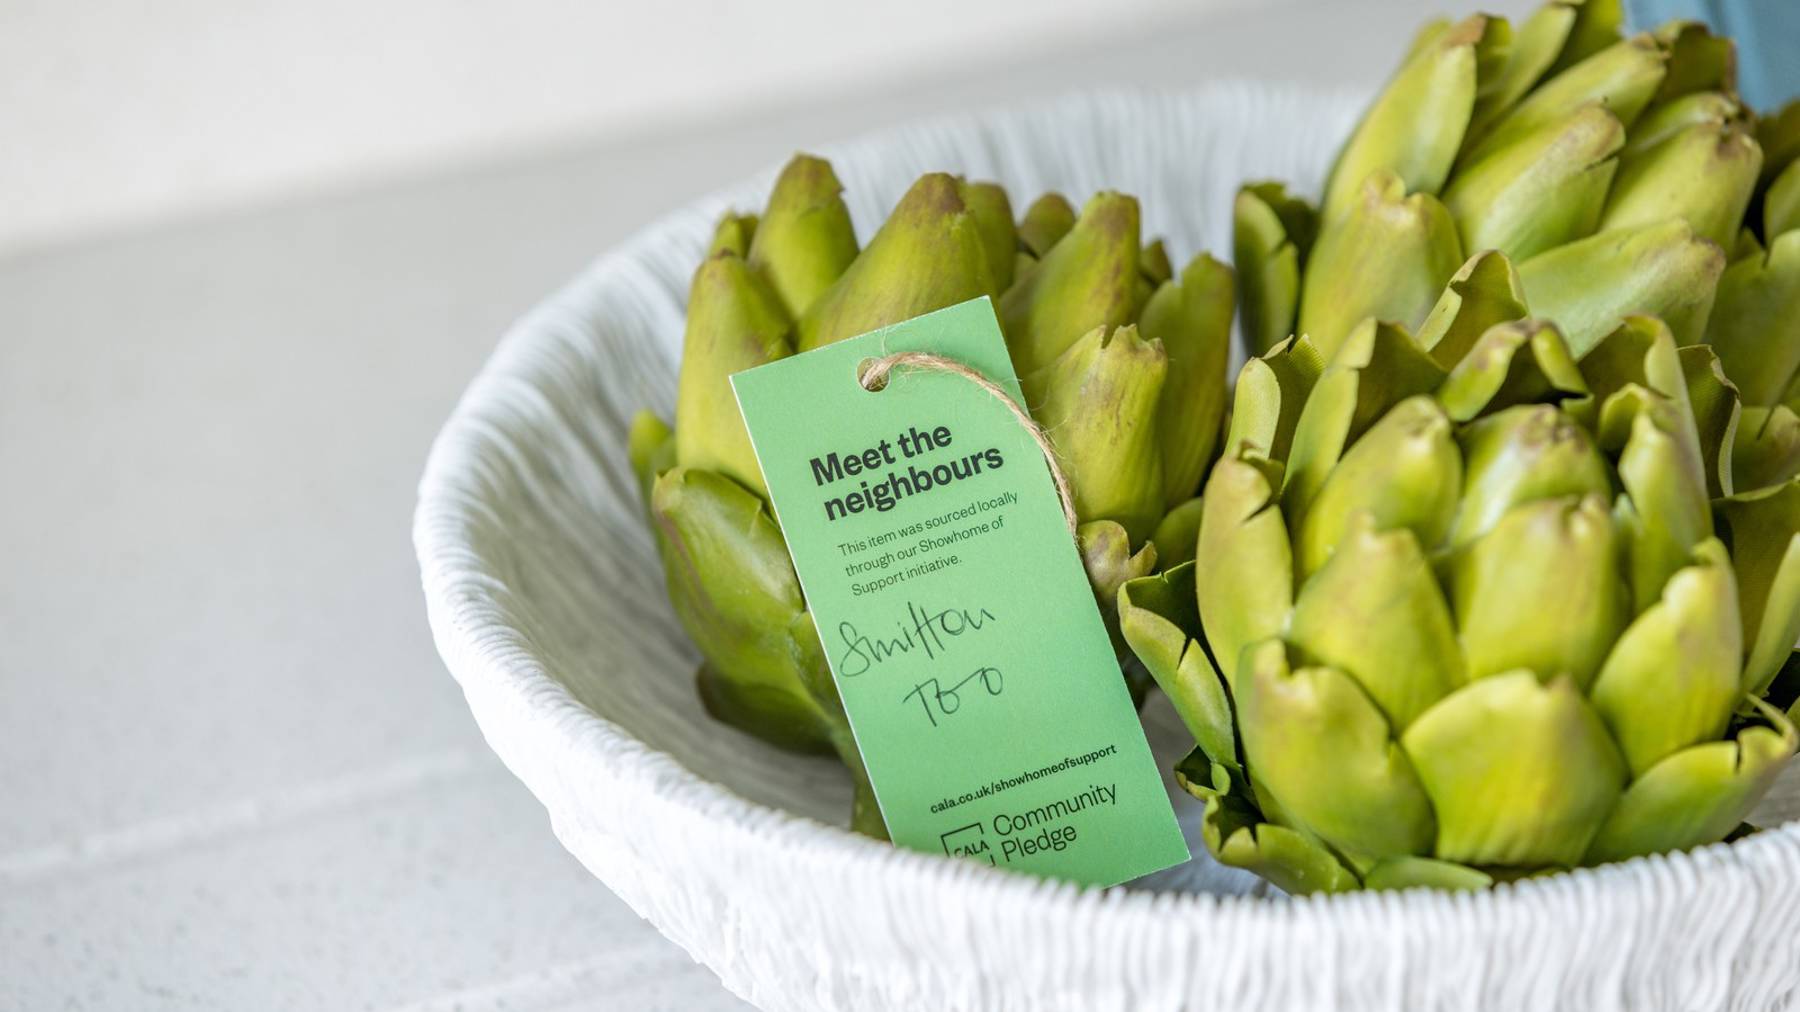 Meet the
neighbours
This item was sourced locally
through our Showhome of
Support initiative.
Smitton
Too
cala.co.uk/showhomeofsupport
Community
CALA Pledge